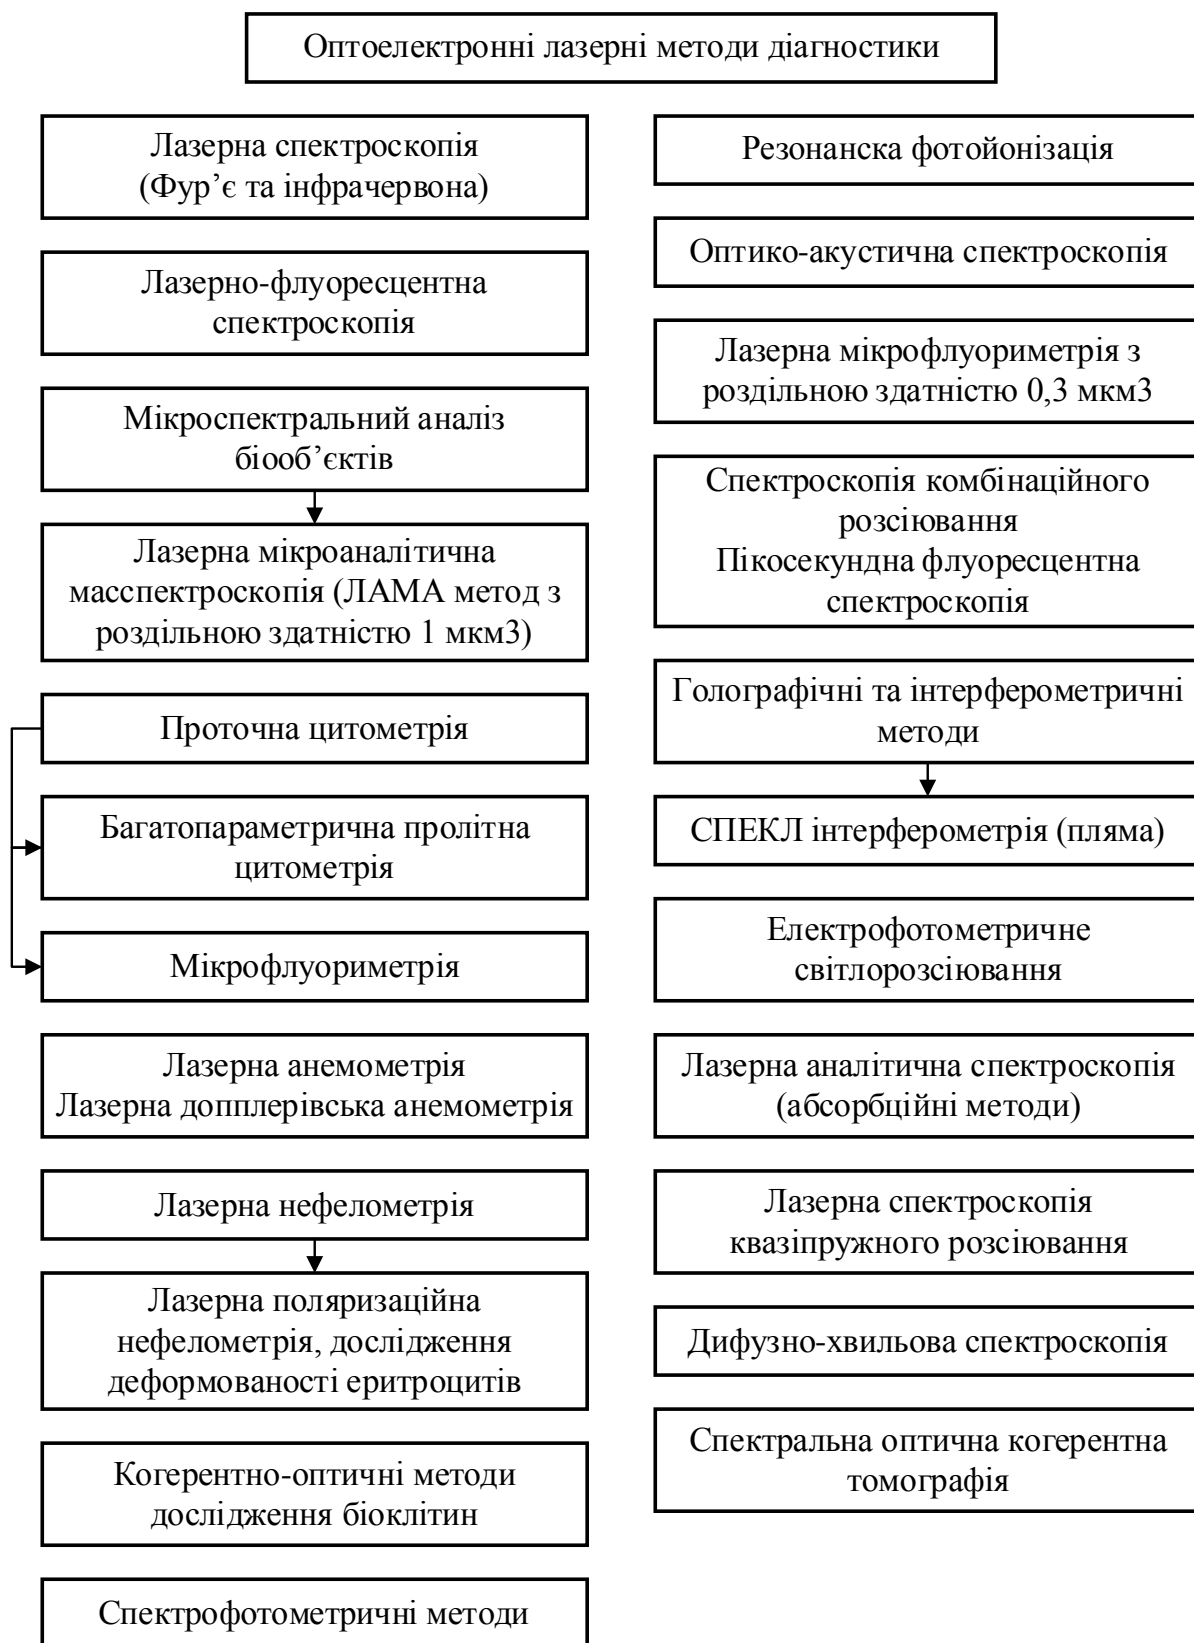 Оптоелектронні лазерні методи діагностики
Лазерна спектроскопія
(Фур’є та інфрачервона)
Лазерно-флуоресцентна
спектроскопія
Мікроспектральний аналіз
біооб’єктів
Лазерна мікроаналітична
масспектроскопія (ЛАМА метод з
роздільною здатністю 1 мкм3)
Проточна цитометрія
Багатопараметрична пролітна
цитометрія
Мікрофлуориметрія
Лазерна анемометрія
Лазерна допплерівська анемометрія
Лазерна нефелометрія
Лазерна поляризаційна
нефелометрія, дослідження
деформованості еритроцитів
Когерентно-оптичні методи
дослідження біоклітин
Спектрофотометричні методи
Резонанска фотойонізація
Оптико-акустична спектроскопія
Лазерна мікрофлуориметрія з
роздільною здатністю 0,3 мкм3
Спектроскопія комбінаційного
розсіювання
Пікосекундна флуоресцентна
спектроскопія
Голографічні та інтерферометричні
методи
СПЕКЛ інтерферометрія (пляма)
Електрофотометричне
світлорозсіювання
Лазерна аналітична спектроскопія
(абсорбційні методи)
Лазерна спектроскопія
квазіпружного розсіювання
Дифузно-хвильова спектроскопія
Спектральна оптична когерентна
томографія